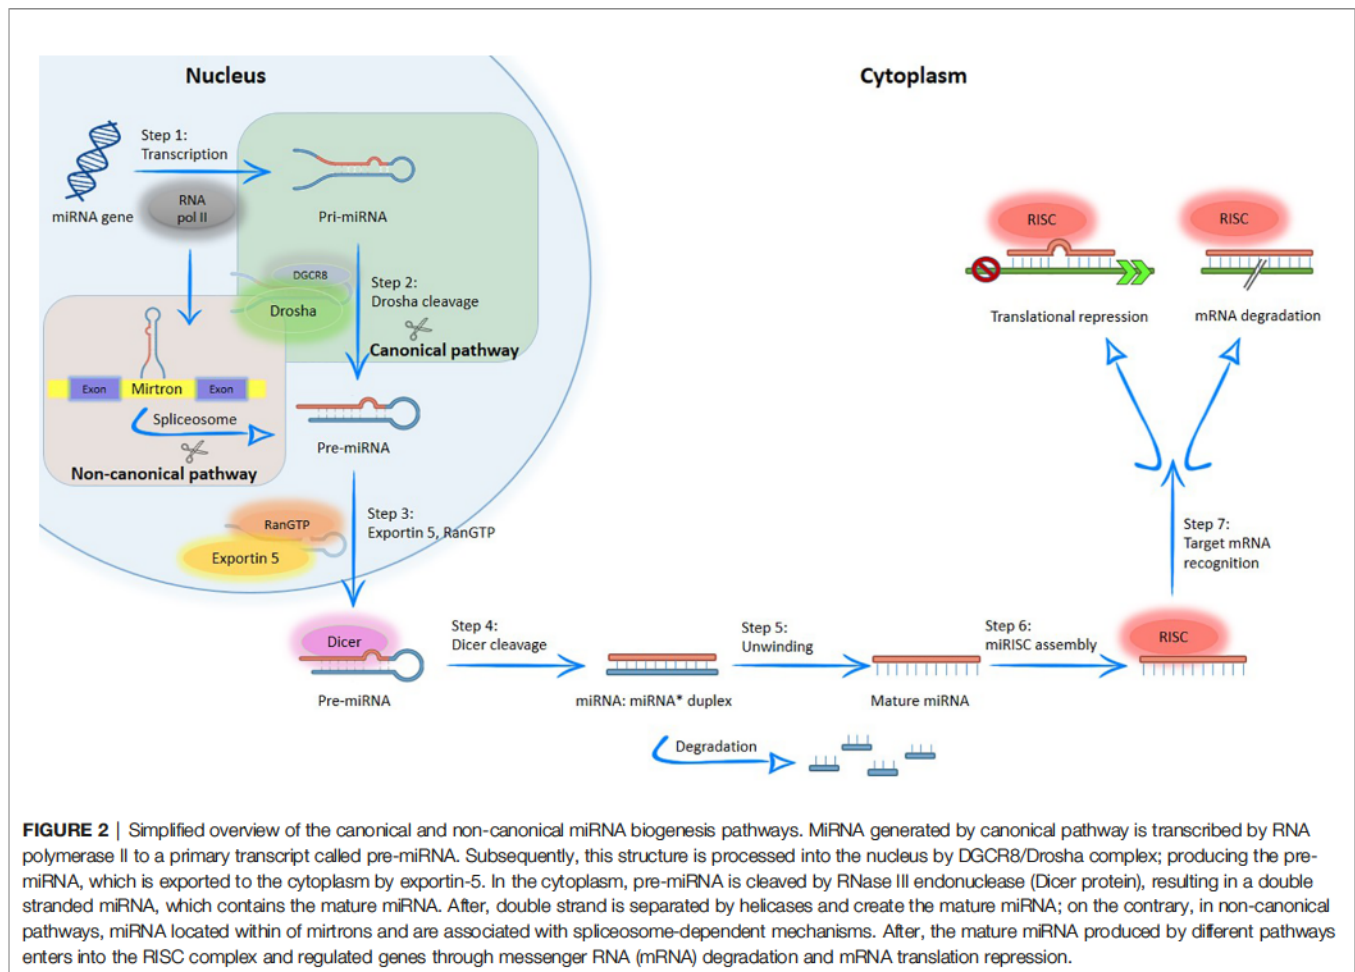 Nucleus
Cytoplasm
Step 1:
Transcription
miRNA gene
RNA
pol II
Pri-miRNA
DGCR8
Drosha
Step 2:
Drosha cleavage
Canonical pathway
Exon
Mirtron
Exon
Spliceosome
Non-canonical pathway
Pre-miRNA
RanGTP
Exportin 5
Step 3:
Exportin 5, RanGTP
RISC
RISC
Translational repression
mRNA degradation
Step 7:
Target mRNA
recognition
Dicer
Pre-miRNA
Step 4:
Dicer cleavage
miRNA: miRNA* duplex
Step 5:
Unwinding
Mature miRNA
Step 6:
miRISC assembly
RISC
Degradation
FIGURE 2 | Simplified overview of the canonical and non-canonical miRNA biogenesis pathways. MiRNA generated by canonical pathway is transcribed by RNA
polymerase II to a primary transcript called pre-miRNA. Subsequently, this structure is processed into the nucleus by DGCR8/Drosha complex; producing the pre-
miRNA, which is exported to the cytoplasm by exportin-5. In the cytoplasm, pre-miRNA is cleaved by RNase III endonuclease (Dicer protein), resulting in a double
stranded miRNA, which contains the mature miRNA. After, double strand is separated by helicases and create the mature miRNA; on the contrary, in non-canonical
pathways, miRNA located within of mirtrons and are associated with spliceosome-dependent mechanisms. After, the mature miRNA produced by different pathways
enters into the RISC complex and regulated genes through messenger RNA (mRNA) degradation and mRNA translation repression.